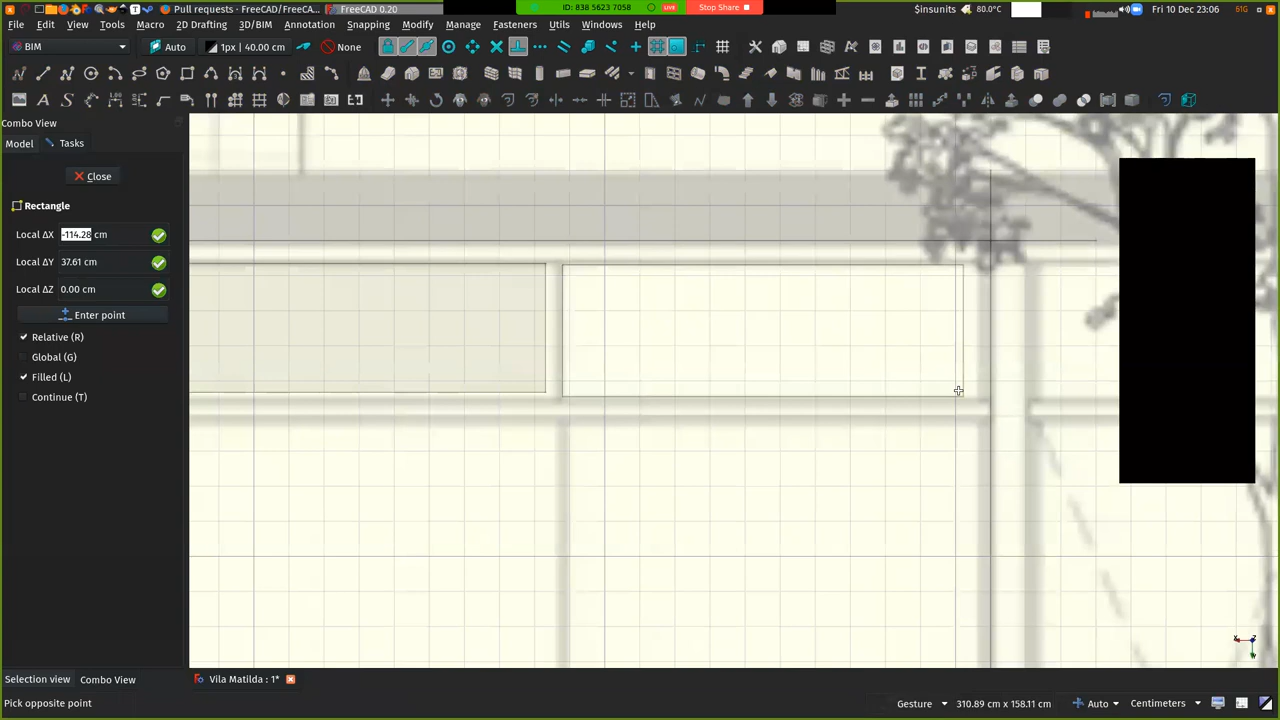 Pull requests · FreeCAD/FreeCA...
FreeCAD 0.20
ID: 838 5623 7058
LIVE
Stop Share
$insunits
80.0°C
Fri 10 Dec 23:06
61G
File Edit View Tools Macro 2D Drafting 3D/BIM Annotation Snapping Modify Manage Fasteners Utils Windows Help
BIM
Auto
1px | 40.00 cm
None
Combo View
Model
Tasks
Close
Rectangle
Local ΔX -114.28 cm
Local ΔY 37.61 cm
Local ΔZ 0.00 cm
Enter point
Relative (R)
Global (G)
Filled (L)
Continue (T)
Selection view
Combo View
Vila Matilda : 1*
Pick opposite point
Gesture
310.89 cm x 158.11 cm
Auto
Centimeters